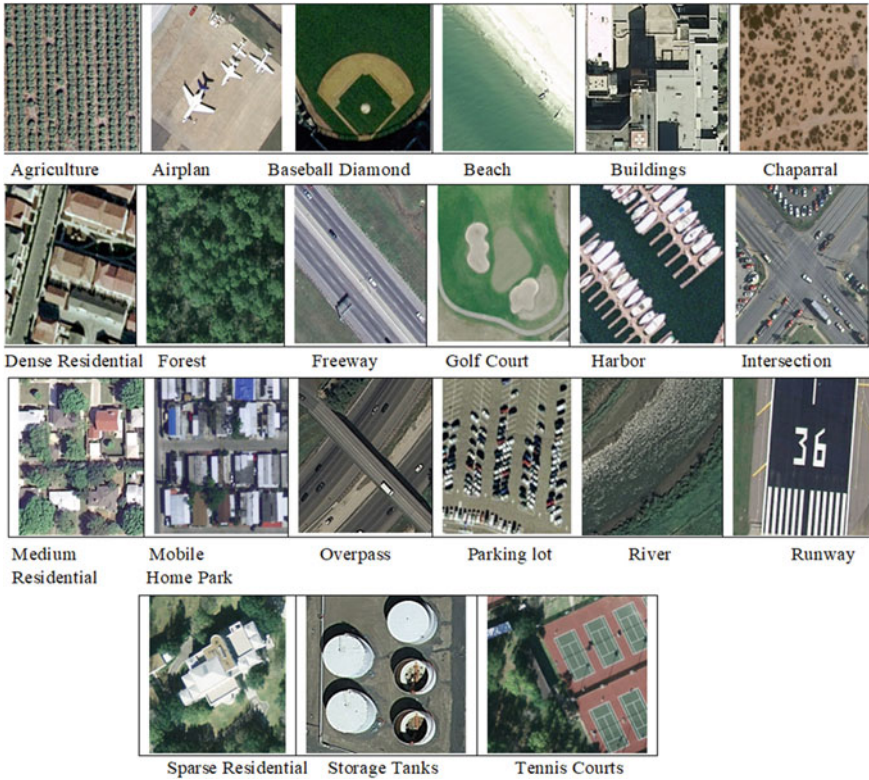 Agriculture Airplan Baseball Diamond Beach Buildings Chaparral
Dense Residential Forest Freeway Golf Court Harbor Intersection
36
Medium Mobile Overpass Parking lot River Runway
Residential Home Park
Sparse Residential Storage Tanks Tennis Courts